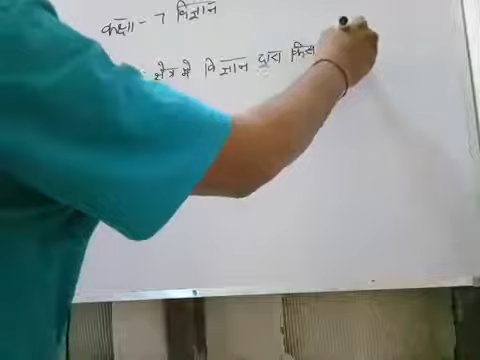 कक्षा - 7 विज्ञान
क्षेत्र में विज्ञान द्वारा किस